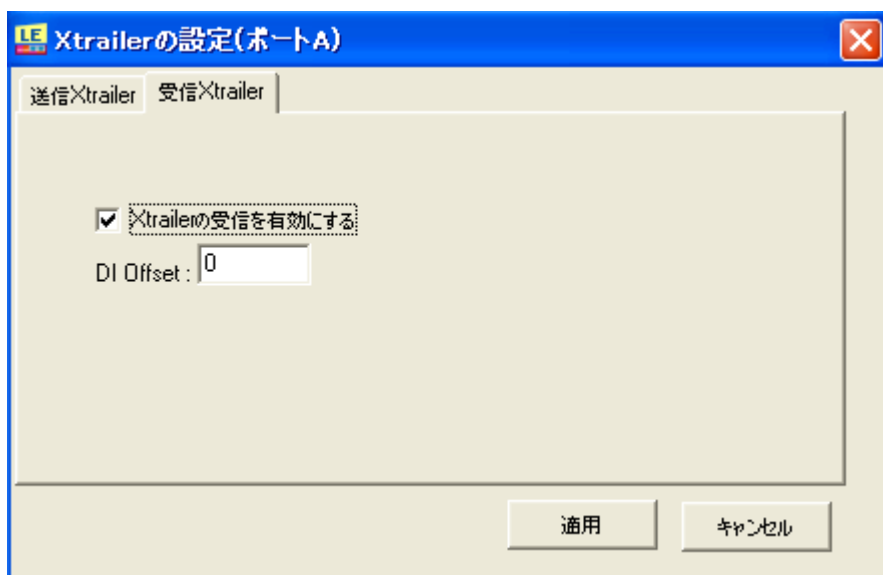 LE Xtrailerの設定(ポートA)
送信Xtrailer 受信Xtrailer
Xtrailerの受信を有効にする
DI Offset : 0
適用 キャンセル